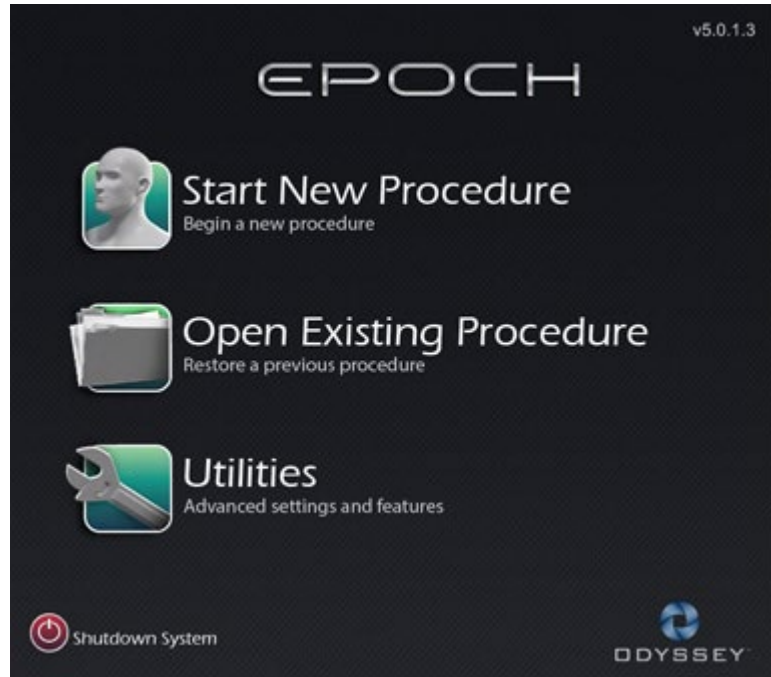 v5.0.1.3
EPOCH
Start New Procedure
Begin a new procedure
Open Existing Procedure
Restore a previous procedure
Utilities
Advanced settings and features
Shutdown System
ODYSSEY